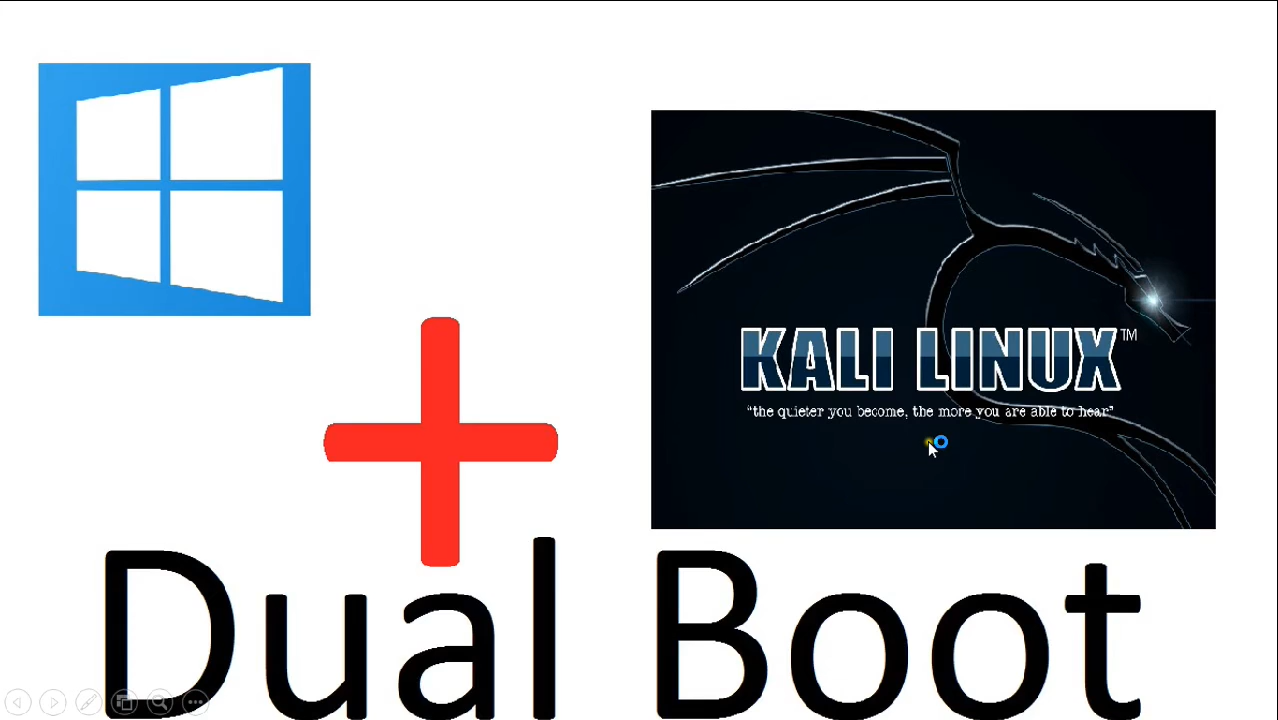 KALI LINUX™
"the quieter you become, the more you are able to hear"
Dual Boot